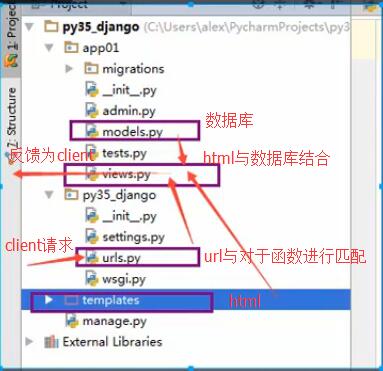 Project
1: Project
7: Structure
py35_django (C:\Users\alex\PycharmProjects\py3
app01
migrations
__init__.py
admin.py
models.py
数据库
tests.py
反馈为client
html与数据库结合
views.py
py35_django
__init__.py
settings.py
client请求
urls.py
url与对于函数进行匹配
wsgi.py
templates
html
manage.py
External Libraries